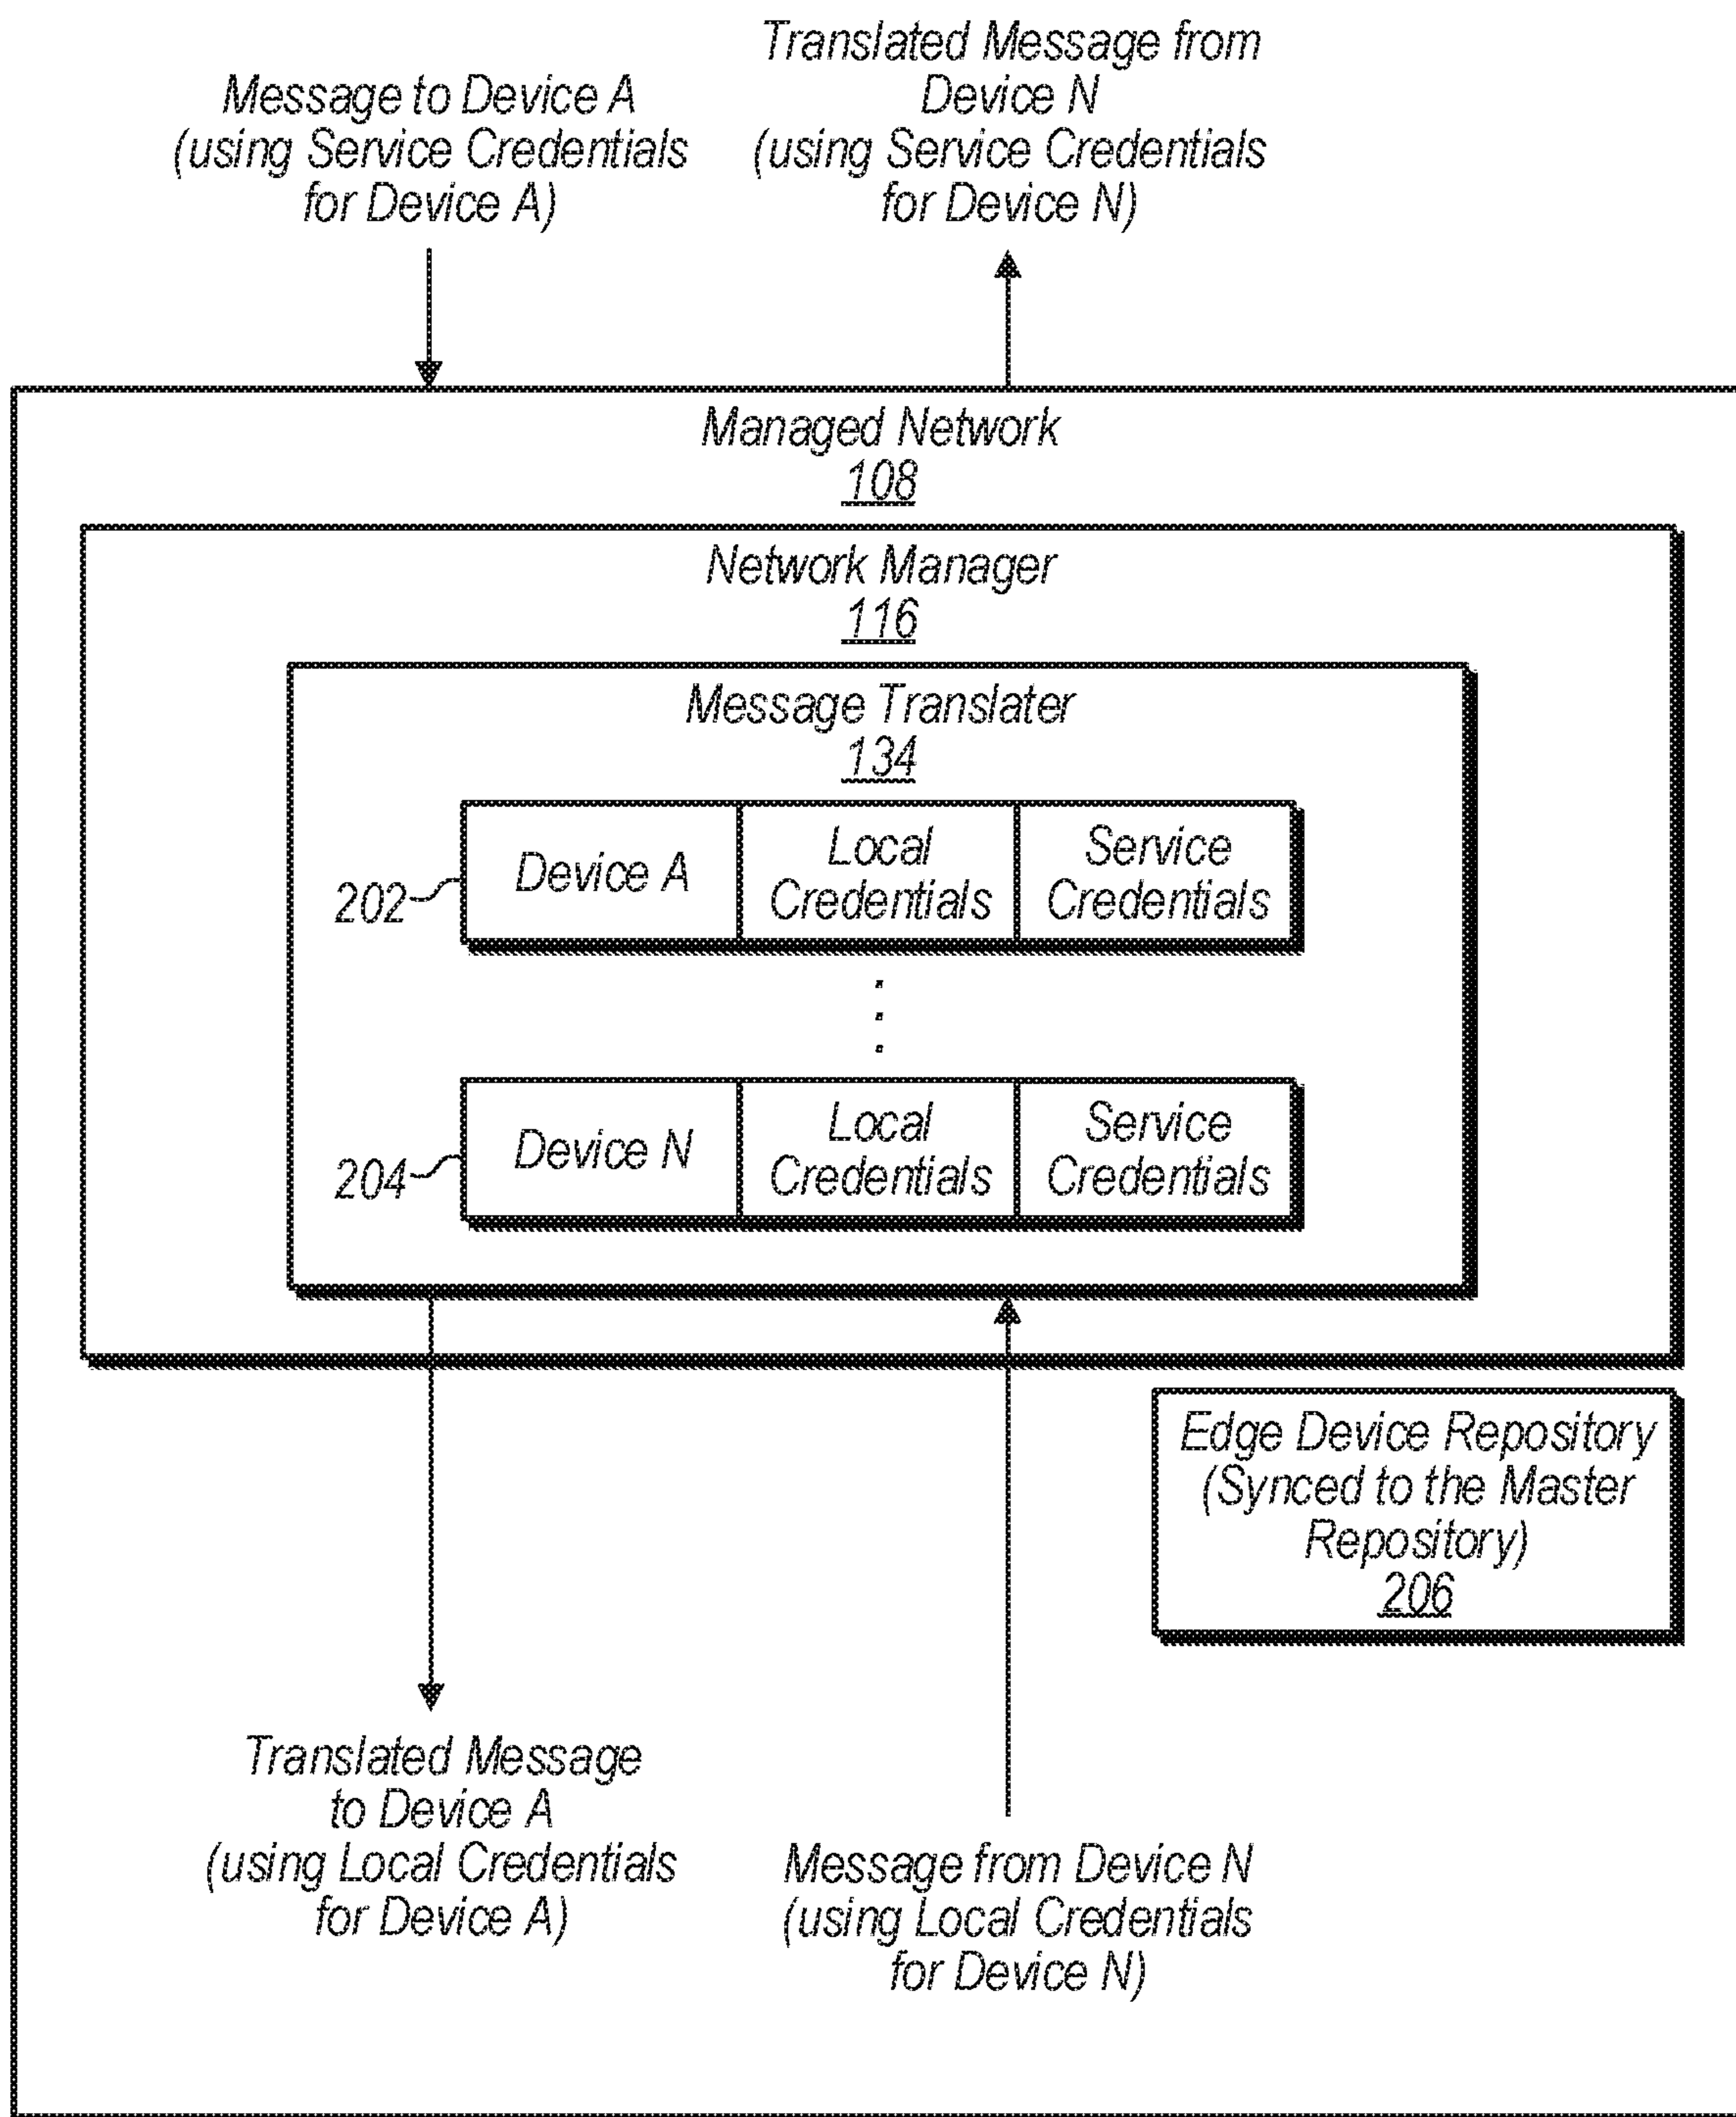 Message to Device A
(using Service Credentials
for Device A)
Translated Message from
Device N
(using Service Credentials
for Device N)
Managed Network
108
Network Manager
116
Message Translater
134
202
Device A
Local
Credentials
Service
Credentials
.
.
.
204
Device N
Local
Credentials
Service
Credentials
Edge Device Repository
(Synced to the Master
Repository)
206
Translated Message
to Device A
(using Local Credentials
for Device A)
Message from Device N
(using Local Credentials
for Device N)